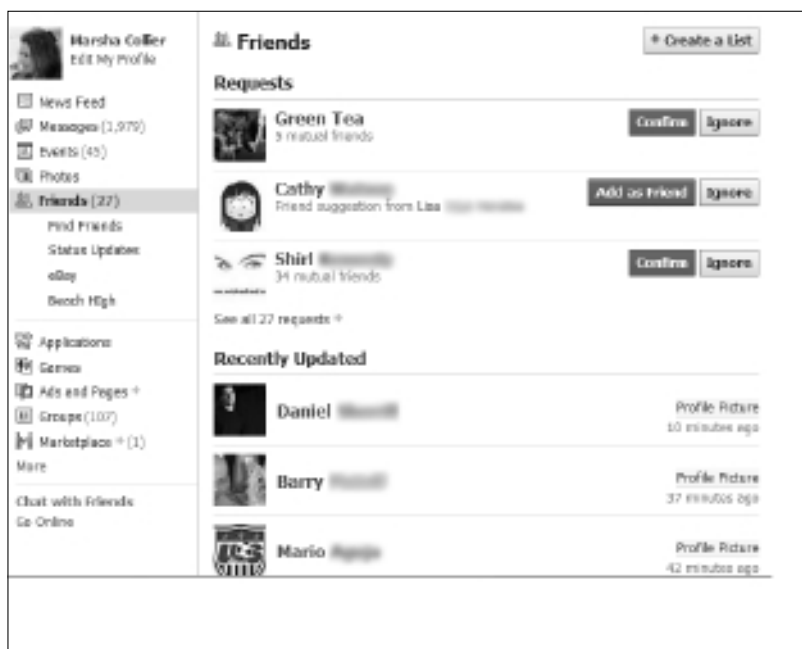 Marsha Collier
Edit My Profile
News Feed
Messages (1,979)
Events (45)
Photos
Friends (27)
Find Friends
Status Updates
eBay
Beach High
Applications
Games
Ads and Pages
Groups (107)
Marketplace (1)
More
Chat with Friends
Go Online
Friends
+ Create a List
Requests
Green Tea
mutual friends
Confirm
Ignore
Cathy
Friend suggestion from Lisa
Add as Friend
Ignore
Shirl
34 mutual friends
Confirm
Ignore
See all 27 requests
Recently Updated
Daniel
Profile Picture
10 minutes ago
Barry
Profile Picture
37 minutes ago
Mario
Profile Picture
42 minutes ago